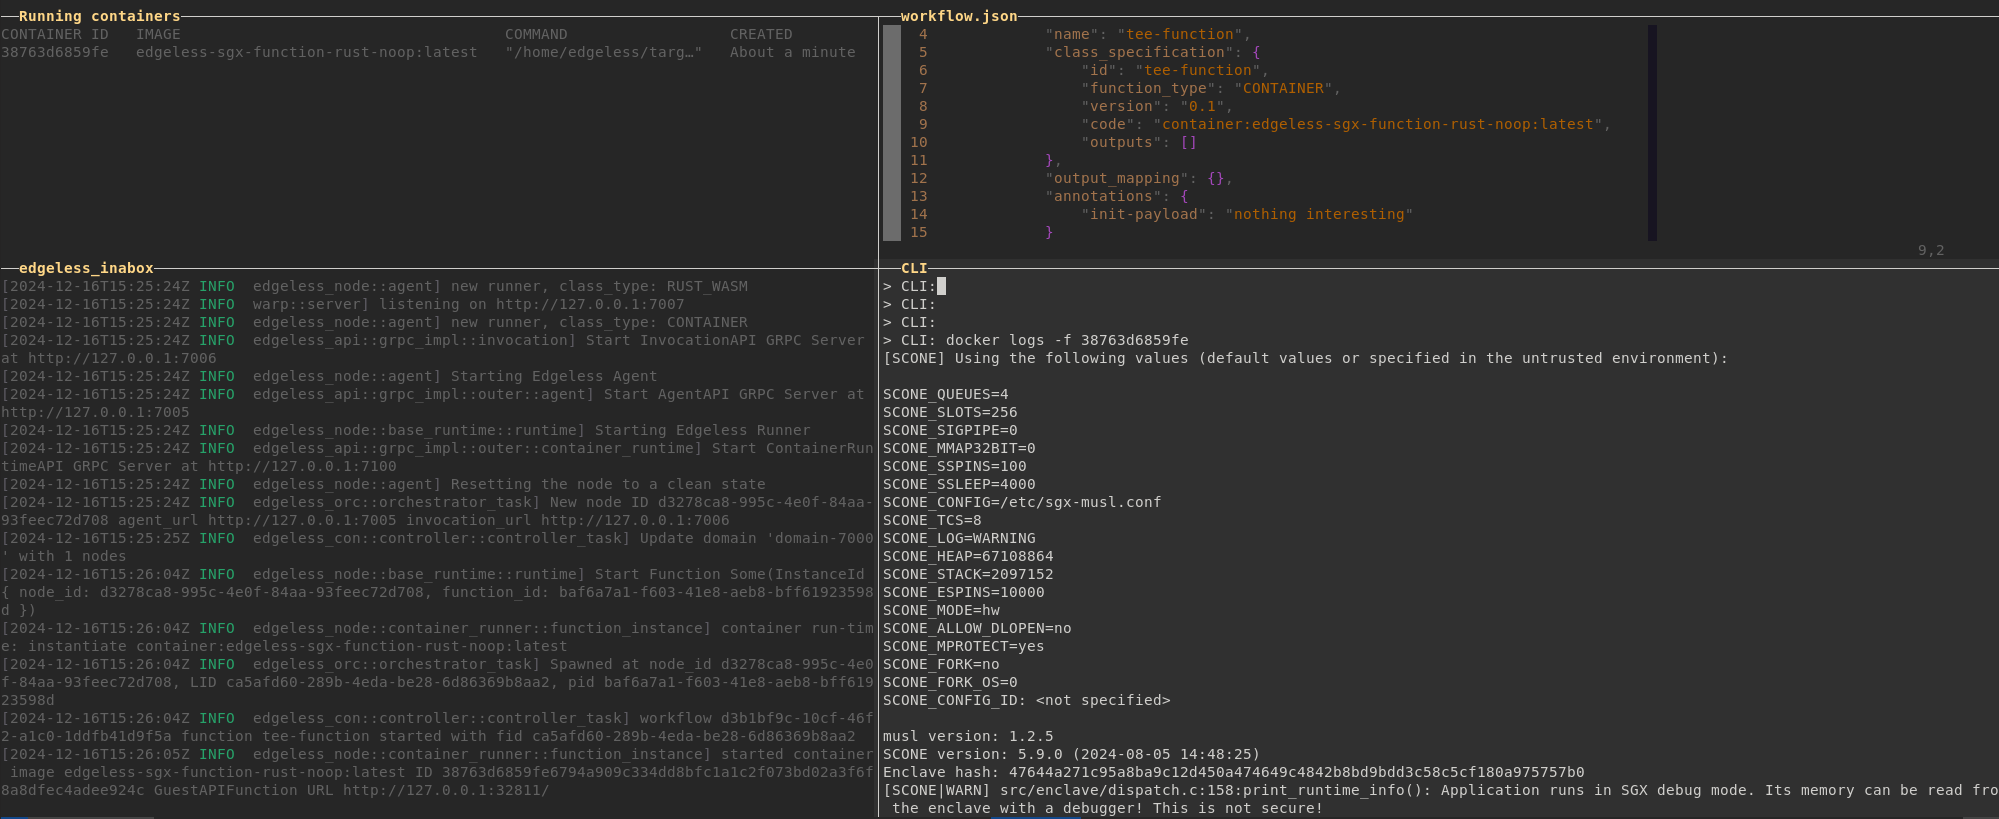 Running containers
CONTAINER ID   IMAGE                                    COMMAND                  CREATED
38763d6859fe   edgeless-sgx-function-rust-noop:latest   "/home/edgeless/targ…"   About a minute
workflow.json
4             "name": "tee-function",
5             "class_specification": {
6                 "id": "tee-function",
7                 "function_type": "CONTAINER",
8                 "version": "0.1",
9                 "code": "container:edgeless-sgx-function-rust-noop:latest",
10                 "outputs": []
11             },
12             "output_mapping": {},
13             "annotations": {
14                 "init-payload": "nothing interesting"
15             }
9,2
edgeless_inabox
[2024-12-16T15:25:24Z INFO  edgeless_node::agent] new runner, class_type: RUST_WASM
[2024-12-16T15:25:24Z INFO  warp::server] listening on http://127.0.0.1:7007
[2024-12-16T15:25:24Z INFO  edgeless_node::agent] new runner, class_type: CONTAINER
[2024-12-16T15:25:24Z INFO  edgeless_api::grpc_impl::invocation] Start InvocationAPI GRPC Server
at http://127.0.0.1:7006
[2024-12-16T15:25:24Z INFO  edgeless_node::agent] Starting Edgeless Agent
[2024-12-16T15:25:24Z INFO  edgeless_api::grpc_impl::outer::agent] Start AgentAPI GRPC Server at
http://127.0.0.1:7005
[2024-12-16T15:25:24Z INFO  edgeless_node::base_runtime::runtime] Starting Edgeless Runner
[2024-12-16T15:25:24Z INFO  edgeless_api::grpc_impl::outer::container_runtime] Start ContainerRun
timeAPI GRPC Server at http://127.0.0.1:7100
[2024-12-16T15:25:24Z INFO  edgeless_node::agent] Resetting the node to a clean state
[2024-12-16T15:25:24Z INFO  edgeless_orc::orchestrator_task] New node ID d3278ca8-995c-4e0f-84aa-
93feec72d708 agent_url http://127.0.0.1:7005 invocation_url http://127.0.0.1:7006
[2024-12-16T15:25:25Z INFO  edgeless_con::controller::controller_task] Update domain 'domain-7000
' with 1 nodes
[2024-12-16T15:26:04Z INFO  edgeless_node::base_runtime::runtime] Start Function Some(InstanceId
{ node_id: d3278ca8-995c-4e0f-84aa-93feec72d708, function_id: baf6a7a1-f603-41e8-aeb8-bff61923598
d })
[2024-12-16T15:26:04Z INFO  edgeless_node::container_runner::function_instance] container run-tim
e: instantiate container:edgeless-sgx-function-rust-noop:latest
[2024-12-16T15:26:04Z INFO  edgeless_orc::orchestrator_task] Spawned at node_id d3278ca8-995c-4e0
f-84aa-93feec72d708, LID ca5afd60-289b-4eda-be28-6d86369b8aa2, pid baf6a7a1-f603-41e8-aeb8-bff619
23598d
[2024-12-16T15:26:04Z INFO  edgeless_con::controller::controller_task] workflow d3b1bf9c-10cf-46f
2-a1c0-1ddfb41d9f5a function tee-function started with fid ca5afd60-289b-4eda-be28-6d86369b8aa2
[2024-12-16T15:26:05Z INFO  edgeless_node::container_runner::function_instance] started container
 image edgeless-sgx-function-rust-noop:latest ID 38763d6859fe6794a909c334dd8bfc1a1c2f073bd02a3f6f
8a8dfec4adee924c GuestAPIFunction URL http://127.0.0.1:32811/
CLI
> CLI:
> CLI:
> CLI:
> CLI: docker logs -f 38763d6859fe
[SCONE] Using the following values (default values or specified in the untrusted environment):
SCONE_QUEUES=4
SCONE_SLOTS=256
SCONE_SIGPIPE=0
SCONE_MMAP32BIT=0
SCONE_SSPINS=100
SCONE_SSLEEP=4000
SCONE_CONFIG=/etc/sgx-musl.conf
SCONE_TCS=8
SCONE_LOG=WARNING
SCONE_HEAP=67108864
SCONE_STACK=2097152
SCONE_ESPINS=10000
SCONE_MODE=hw
SCONE_ALLOW_DLOPEN=no
SCONE_MPROTECT=yes
SCONE_FORK=no
SCONE_FORK_OS=0
SCONE_CONFIG_ID: <not specified>
musl version: 1.2.5
SCONE version: 5.9.0 (2024-08-05 14:48:25)
Enclave hash: 47644a271c95a8ba9c12d450a474649c4842b8bd9bdd3c58c5cf180a975757b0
[SCONE|WARN] src/enclave/dispatch.c:158:print_runtime_info(): Application runs in SGX debug mode. Its memory can be read fro
 the enclave with a debugger! This is not secure!